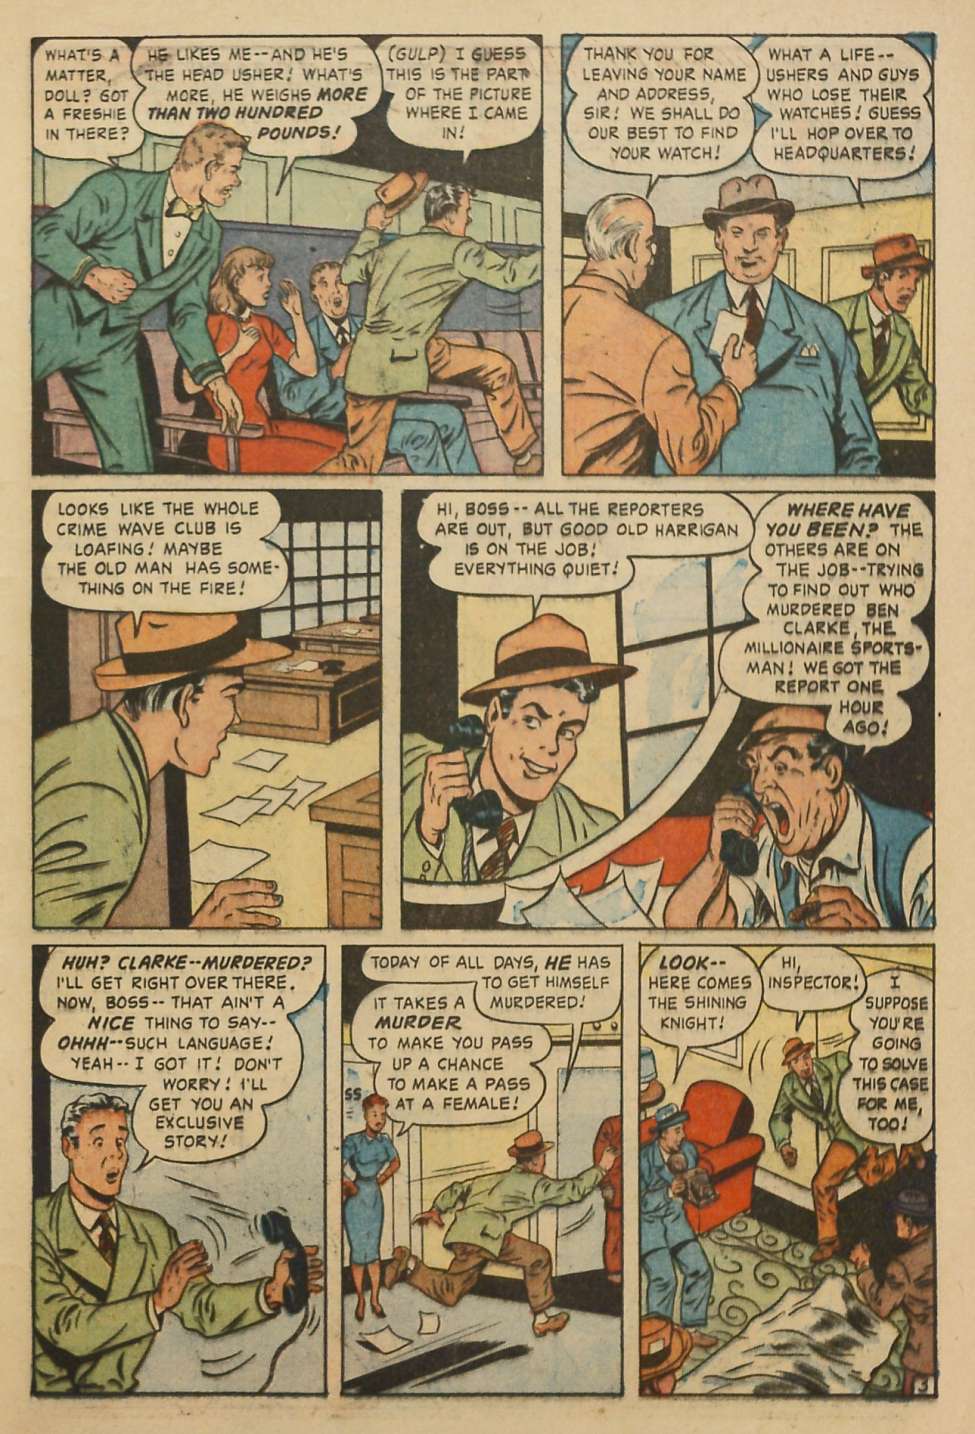 WHAT'S A
MATTER,
DOLL? GOT
A FRESHIE
IN THERE?
HE LIKES ME--AND HE'S
THE HEAD USHER! WHAT'S
MORE, HE WEIGHS MORE
THAN TWO HUNDRED
POUNDS!
(GULP) I GUESS
THIS IS THE PART
OF THE PICTURE
WHERE I CAME
IN!
THANK YOU FOR
LEAVING YOUR NAME
AND ADDRESS,
SIR! WE SHALL DO
OUR BEST TO FIND
YOUR WATCH!
WHAT A LIFE--
USHERS AND GUYS
WHO LOSE THEIR
WATCHES! GUESS
I'LL HOP OVER TO
HEADQUARTERS!
LOOKS LIKE THE WHOLE
CRIME WAVE CLUB IS
LOAFING! MAYBE
THE OLD MAN HAS SOME-
THING ON THE FIRE!
HI, BOSS-- ALL THE REPORTERS
ARE OUT, BUT GOOD OLD HARRIGAN
IS ON THE JOB!
EVERYTHING QUIET!
WHERE HAVE
YOU BEEN? THE
OTHERS ARE ON
THE JOB--TRYING
TO FIND OUT WHO
MURDERED BEN
CLARKE, THE
MILLIONAIRE SPORTS-
MAN! WE GOT THE
REPORT ONE
HOUR
AGO!
HUH? CLARKE--MURDERED?
I'LL GET RIGHT OVER THERE.
NOW, BOSS-- THAT AIN'T A
NICE THING TO SAY--
OHHH--SUCH LANGUAGE!
YEAH-- I GOT IT! DON'T
WORRY! I'LL
GET YOU AN
EXCLUSIVE
STORY!
TODAY OF ALL DAYS, HE HAS
TO GET HIMSELF
MURDERED!
IT TAKES A
MURDER
TO MAKE YOU PASS
UP A CHANCE
TO MAKE A PASS
AT A FEMALE!
SS
LOOK--
HERE COMES
THE SHINING
KNIGHT!
HI,
INSPECTOR!
I
SUPPOSE
YOU'RE
GOING
TO SOLVE
THIS CASE
FOR ME,
TOO!
3